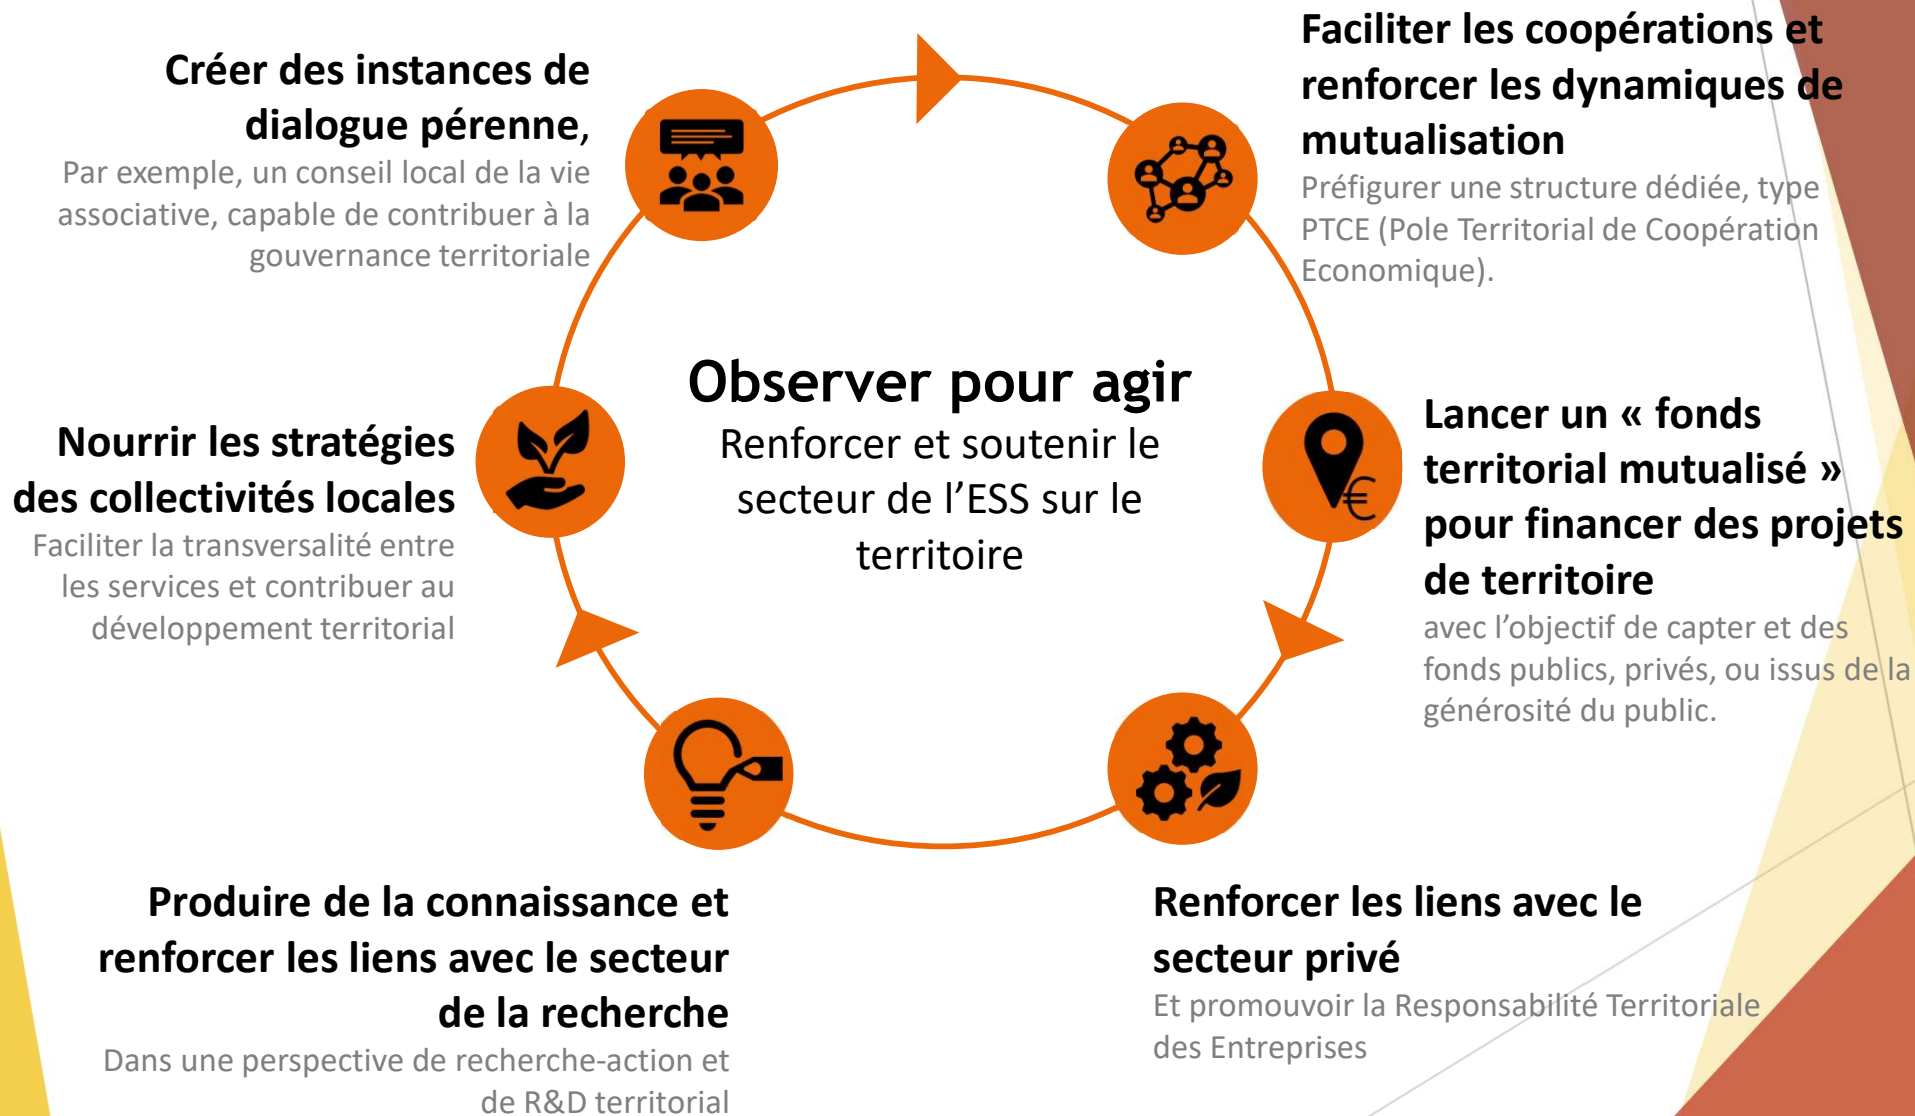 Créer des instances de
dialogue pérenne,
Par exemple, un conseil local de la vie
associative, capable de contribuer à la
gouvernance territoriale
Faciliter les coopérations et
renforcer les dynamiques de
mutualisation
Préfigurer une structure dédiée, type
PTCE (Pole Territorial de Coopération
Economique).
Observer pour agir
Renforcer et soutenir le
secteur de l’ESS sur le
territoire
Nourrir les stratégies
des collectivités locales
Faciliter la transversalité entre
les services et contribuer au
développement territorial
€
Lancer un « fonds
territorial mutualisé »
pour financer des projets
de territoire
avec l’objectif de capter et des
fonds publics, privés, ou issus de la
générosité du public.
Produire de la connaissance et
renforcer les liens avec le secteur
de la recherche
Dans une perspective de recherche-action et
de R&D territorial
Renforcer les liens avec le
secteur privé
Et promouvoir la Responsabilité Territoriale
des Entreprises